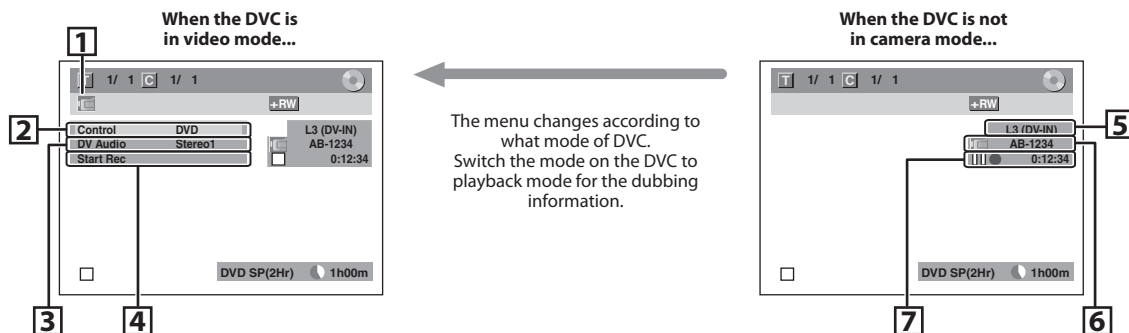 When the DVC is
in video mode...
1
T 1/ 1 C 1/ 1
+RW
2
Control DVD
DV Audio Stereo1
Start Rec
L3 (DV-IN)
AB-1234
0:12:34
DVD SP(2Hr) 1h00m
3
4
The menu changes according to
what mode of DVC.
Switch the mode on the DVC to
playback mode for the dubbing
information.
When the DVC is not
in camera mode...
T 1/ 1 C 1/ 1
+RW
L3 (DV-IN)
5
AB-1234
0:12:34
DVD SP(2Hr) 1h00m
7
6